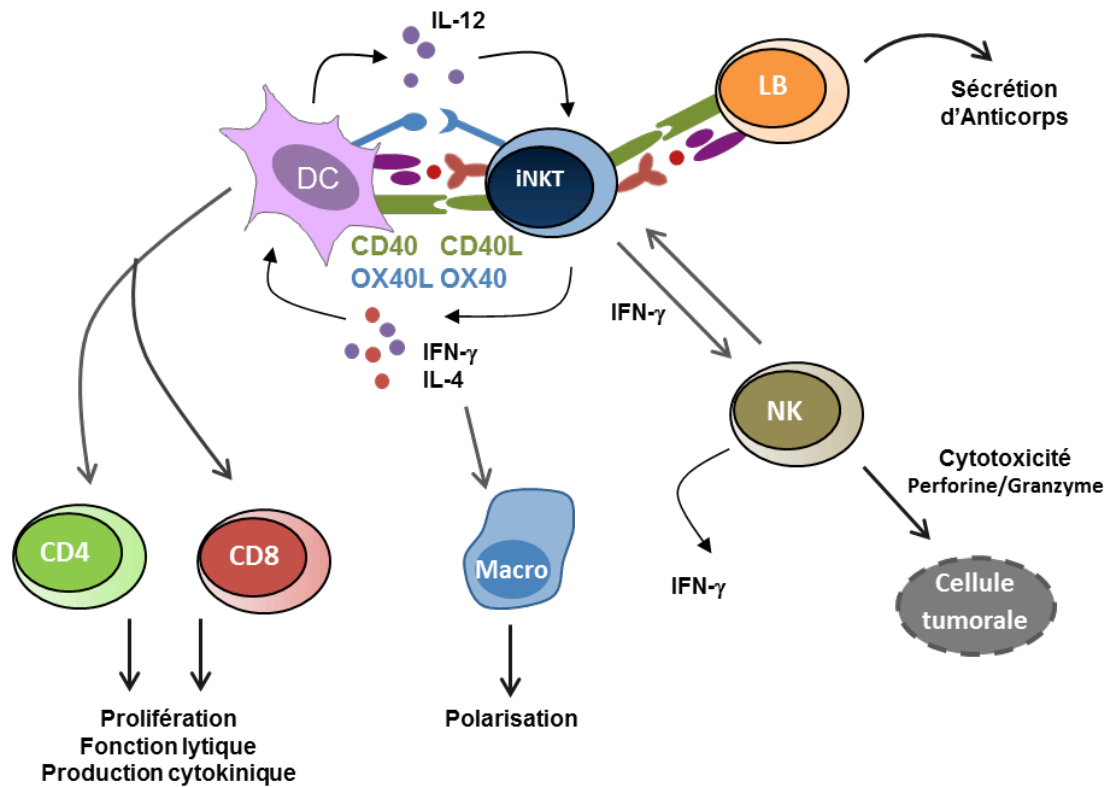 IL-12
LB
Sécrétion
d’Anticorps
DC
iNKT
CD40 CD40L
OX40L OX40
IFN-γ
IFN-γ
IL-4
NK
Cytotoxicité
Perforine/Granzyme
CD4
CD8
Macro
IFN-γ
Cellule
tumorale
Prolifération
Fonction lytique
Production cytokinique
Polarisation